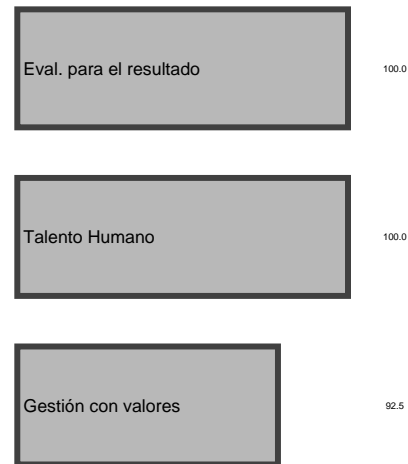 Eval. para el resultado 100.0
Talento Humano 100.0
Gestión con valores 92.5